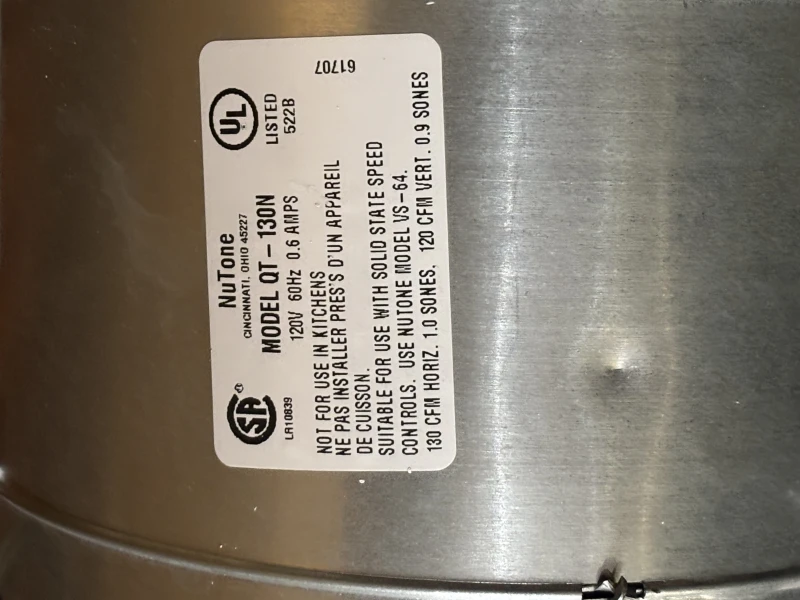 NuTone
CINCINNATI, OHIO 45227
MODEL QT-130N
120V 60Hz 0.6 AMPS
SA ®
LR10839
UL
LISTED
522B
61707
NOT FOR USE IN KITCHENS
NE PAS INSTALLER PRES'S D'UN APPAREIL
DE CUISSON.
SUITABLE FOR USE WITH SOLID STATE SPEED
CONTROLS. USE NUTONE MODEL VS-64.
130 CFM HORIZ. 1.0 SONES, 120 CFM VERT. 0.9 SONES